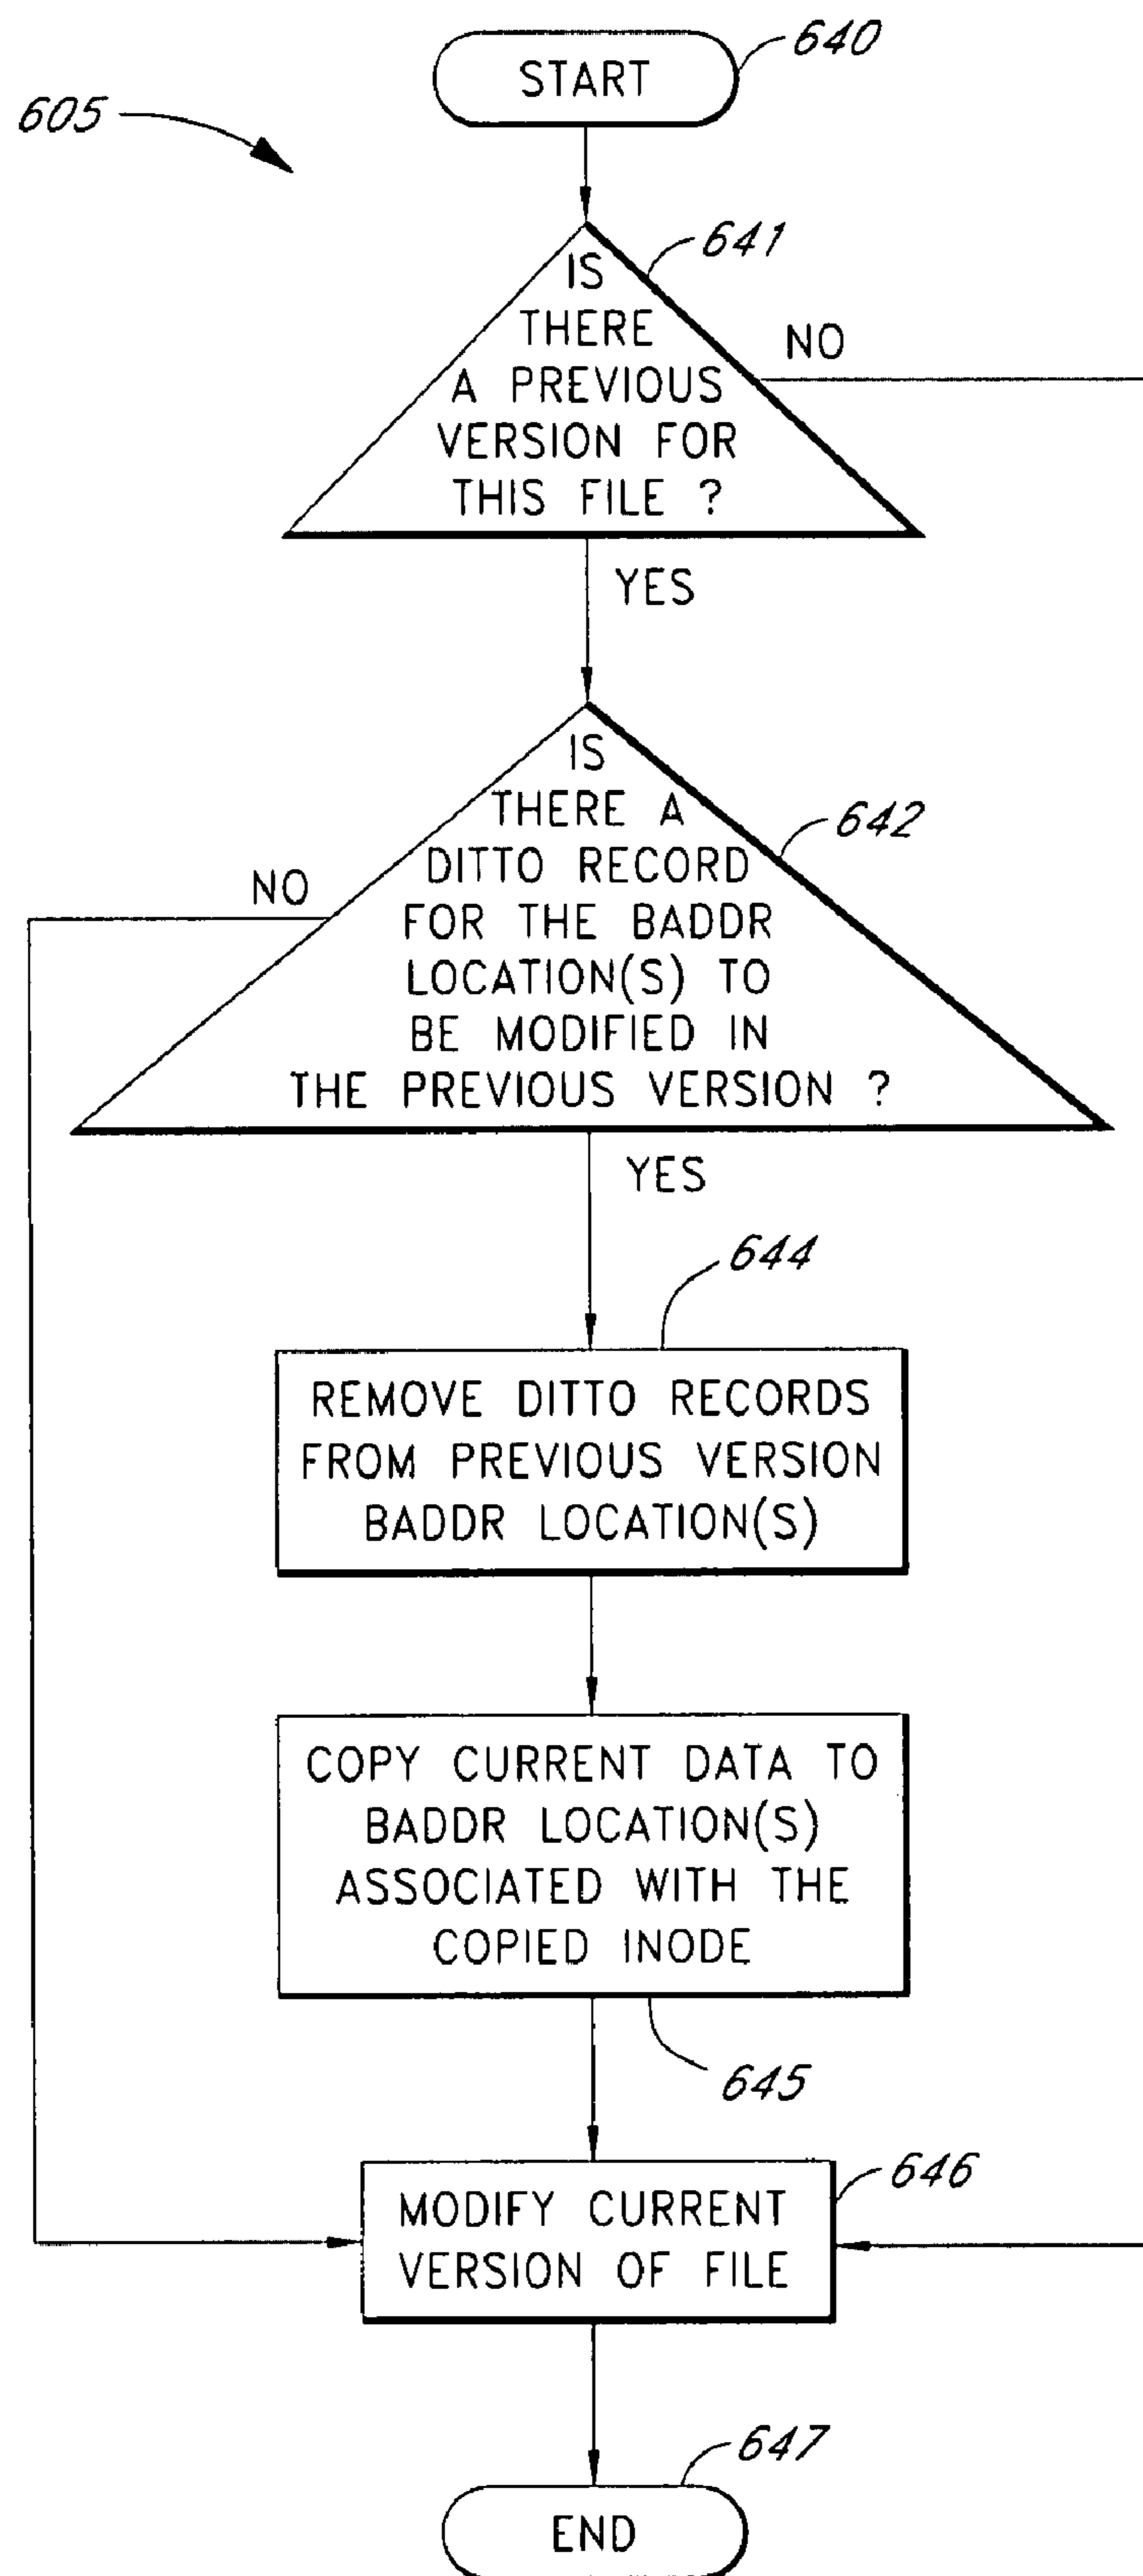 START
640
605
641
IS
THERE
A PREVIOUS
VERSION FOR
THIS FILE ?
NO
YES
IS
THERE A
DITTO RECORD
FOR THE BADDR
LOCATION(S) TO
BE MODIFIED IN
THE PREVIOUS VERSION ?
642
NO
YES
644
REMOVE DITTO RECORDS
FROM PREVIOUS VERSION
BADDR LOCATION(S)
COPY CURRENT DATA TO
BADDR LOCATION(S)
ASSOCIATED WITH THE
COPIED INODE
645
646
MODIFY CURRENT
VERSION OF FILE
647
END